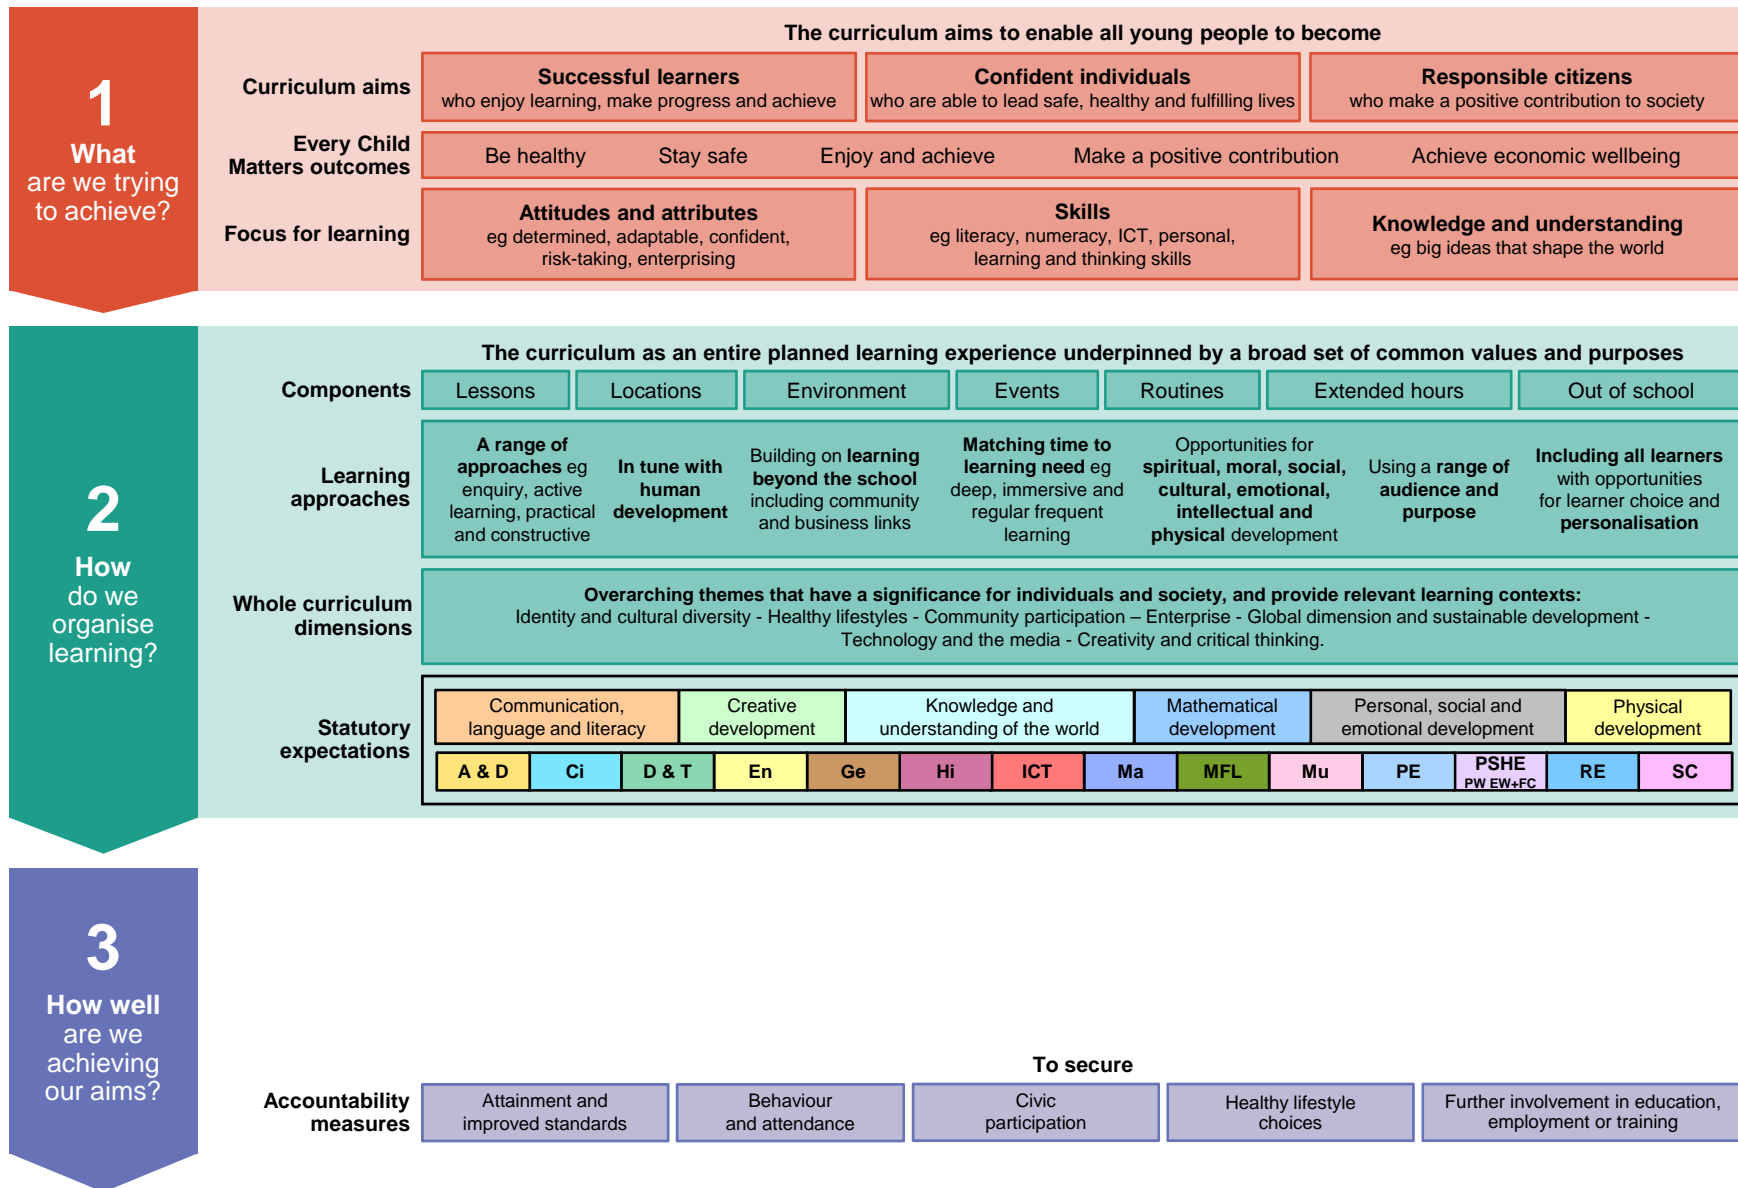 1
What
are we trying
to achieve?
The curriculum aims to enable all young people to become
Curriculum aims
Successful learners
who enjoy learning, make progress and achieve
Confident individuals
who are able to lead safe, healthy and fulfilling lives
Responsible citizens
who make a positive contribution to society
Every Child
Matters outcomes
Be healthy
Stay safe
Enjoy and achieve
Make a positive contribution
Achieve economic wellbeing
Focus for learning
Attitudes and attributes
eg determined, adaptable, confident,
risk-taking, enterprising
Skills
eg literacy, numeracy, ICT, personal,
learning and thinking skills
Knowledge and understanding
eg big ideas that shape the world
2
How
do we
organise
learning?
The curriculum as an entire planned learning experience underpinned by a broad set of common values and purposes
Components
Lessons
Locations
Environment
Events
Routines
Extended hours
Out of school
Learning
approaches
A range of
approaches eg
enquiry, active
learning, practical
and constructive
In tune with
human
development
Building on learning
beyond the school
including community
and business links
Matching time to
learning need eg
deep, immersive and
regular frequent
learning
Opportunities for
spiritual, moral, social,
cultural, emotional,
intellectual and
physical development
Using a range of
audience and
purpose
Including all learners
with opportunities
for learner choice and
personalisation
Whole curriculum
dimensions
Overarching themes that have a significance for individuals and society, and provide relevant learning contexts:
Identity and cultural diversity - Healthy lifestyles - Community participation – Enterprise - Global dimension and sustainable development -
Technology and the media - Creativity and critical thinking.
Statutory
expectations
Communication,
language and literacy
Creative
development
Knowledge and
understanding of the world
Mathematical
development
Personal, social and
emotional development
Physical
development
A & D
Ci
D & T
En
Ge
Hi
ICT
Ma
MFL
Mu
PE
PSHE
PW EW+FC
RE
SC
3
How well
are we
achieving
our aims?
To secure
Accountability
measures
Attainment and
improved standards
Behaviour
and attendance
Civic
participation
Healthy lifestyle
choices
Further involvement in education,
employment or training